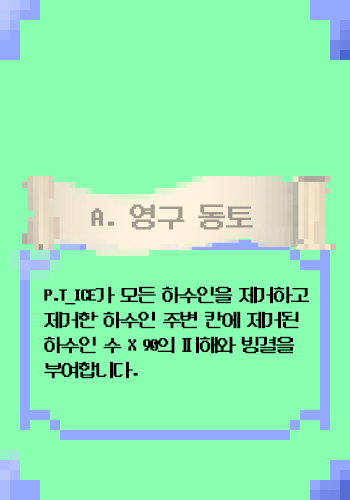 A. 영구 동토
P.T_ICE가 모든 하수인을 제거하고
제거한 하수인 주변 칸에 제거된
하수인 수 X 90의 피해와 빙결을
부여합니다.